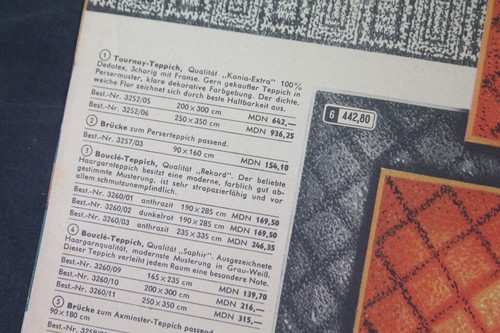 ① Tournay-Teppich, Qualität „Konia-Extra“ 100%
Dedotex, 3chorig mit Franse. Gern gekaufter Teppich in
Persermuster, klare dekorative Farbgebung. Der dichte,
weiche Flor zeichnet sich durch beste Haltbarkeit aus.
Best.-Nr. 3252/05 200×300 cm MDN 642,—
Best.-Nr. 3252/06 250×350 cm MDN 936,25
② Brücke zum Perserteppich passend.
Best.-Nr. 3257/03 90×160 cm MDN 154,10
③ Bouclé-Teppich, Qualität „Rekord“. Der beliebte
Haargarnteppich besitzt eine moderne, farblich gut ab-
gestimmte Musterung, ist sehr strapazierfähig und vor
allem schmutzunempfindlich.
Best.-Nr. 3260/01 anthrazit 190×285 cm MDN 169,50
Best.-Nr. 3260/02 dunkelrot 190×285 cm MDN 169,50
Best.-Nr. 3260/03 anthrazit 235×335 cm MDN 246,35
④ Bouclé-Teppich, Qualität „Saphir“. Ausgezeichnete
Haargarnqualität, modernste Musterung in Grau-Weiß.
Dieser Teppich verleiht jedem Raum eine besondere Note.
Best.-Nr. 3260/09 165×235 cm MDN 139,70
Best.-Nr. 3260/10 200×300 cm MDN 216,—
Best.-Nr. 3260/11 250×350 cm MDN 315,—
⑤ Brücke zum Axminster-Teppich passend.
90×180 cm
Best.-Nr.
6 442,80